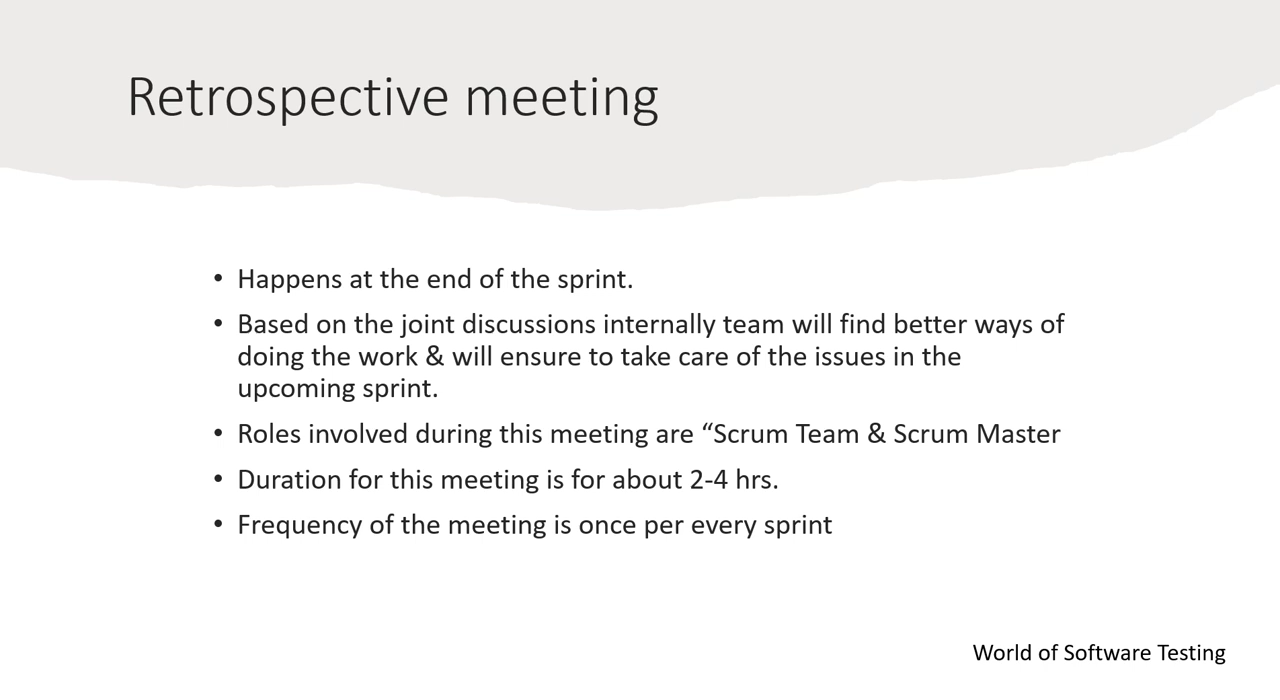 Retrospective meeting
• Happens at the end of the sprint.
• Based on the joint discussions internally team will find better ways of
doing the work & will ensure to take care of the issues in the
upcoming sprint.
• Roles involved during this meeting are “Scrum Team & Scrum Master
• Duration for this meeting is for about 2-4 hrs.
• Frequency of the meeting is once per every sprint
World of Software Testing